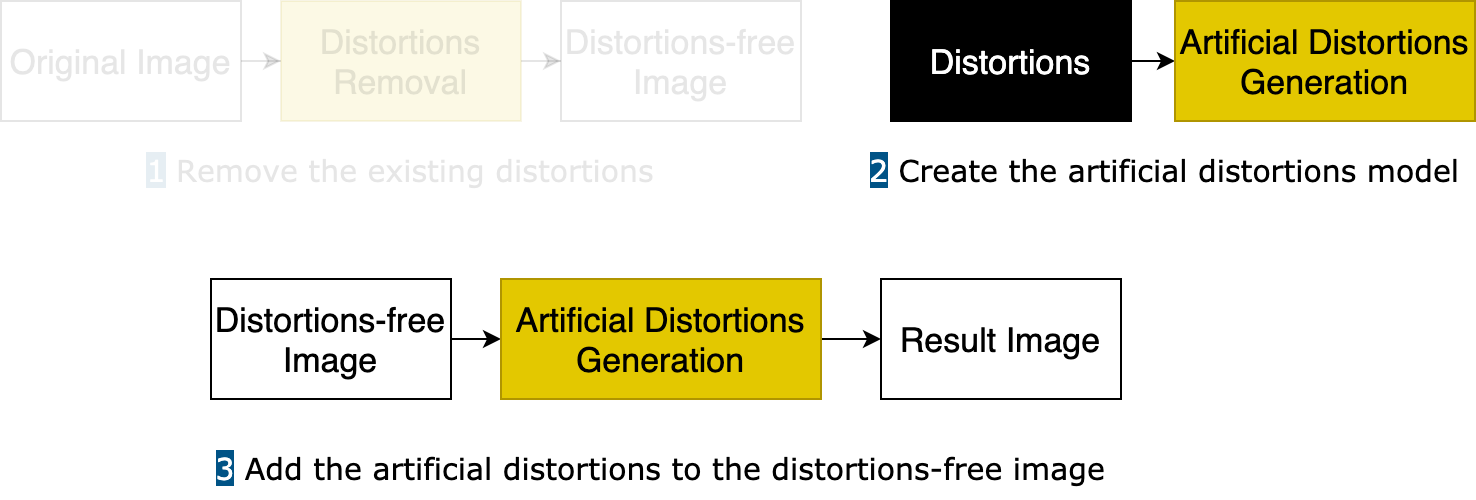 Original Image
Distortions
Removal
Distortions-free
Image
1 Remove the existing distortions
Distortions
Artificial Distortions
Generation
2 Create the artificial distortions model
Distortions-free
Image
Artificial Distortions
Generation
Result Image
3 Add the artificial distortions to the distortions-free image